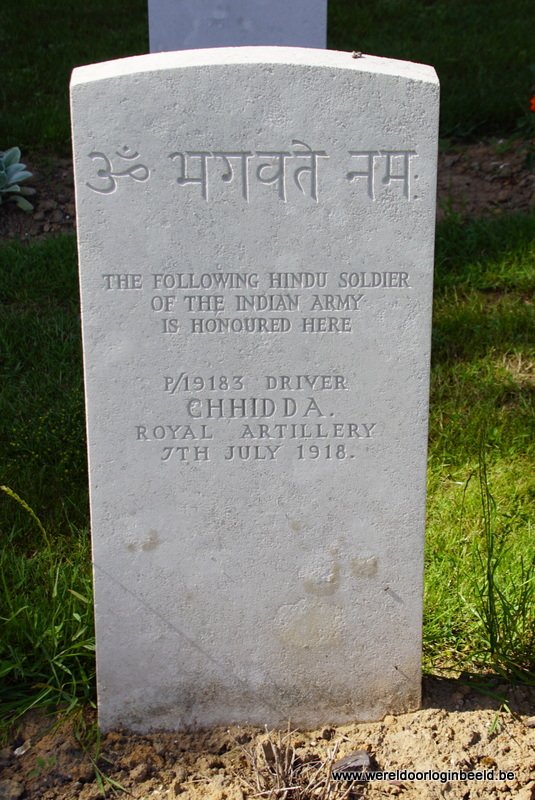 ॐ भगवते नमः
THE FOLLOWING HINDU SOLDIER
OF THE INDIAN ARMY
IS HONOURED HERE
P/19183 DRIVER
CHHIDDA.
ROYAL ARTILLERY
7TH JULY 1918.
www.wereldoorloginbeeld.be